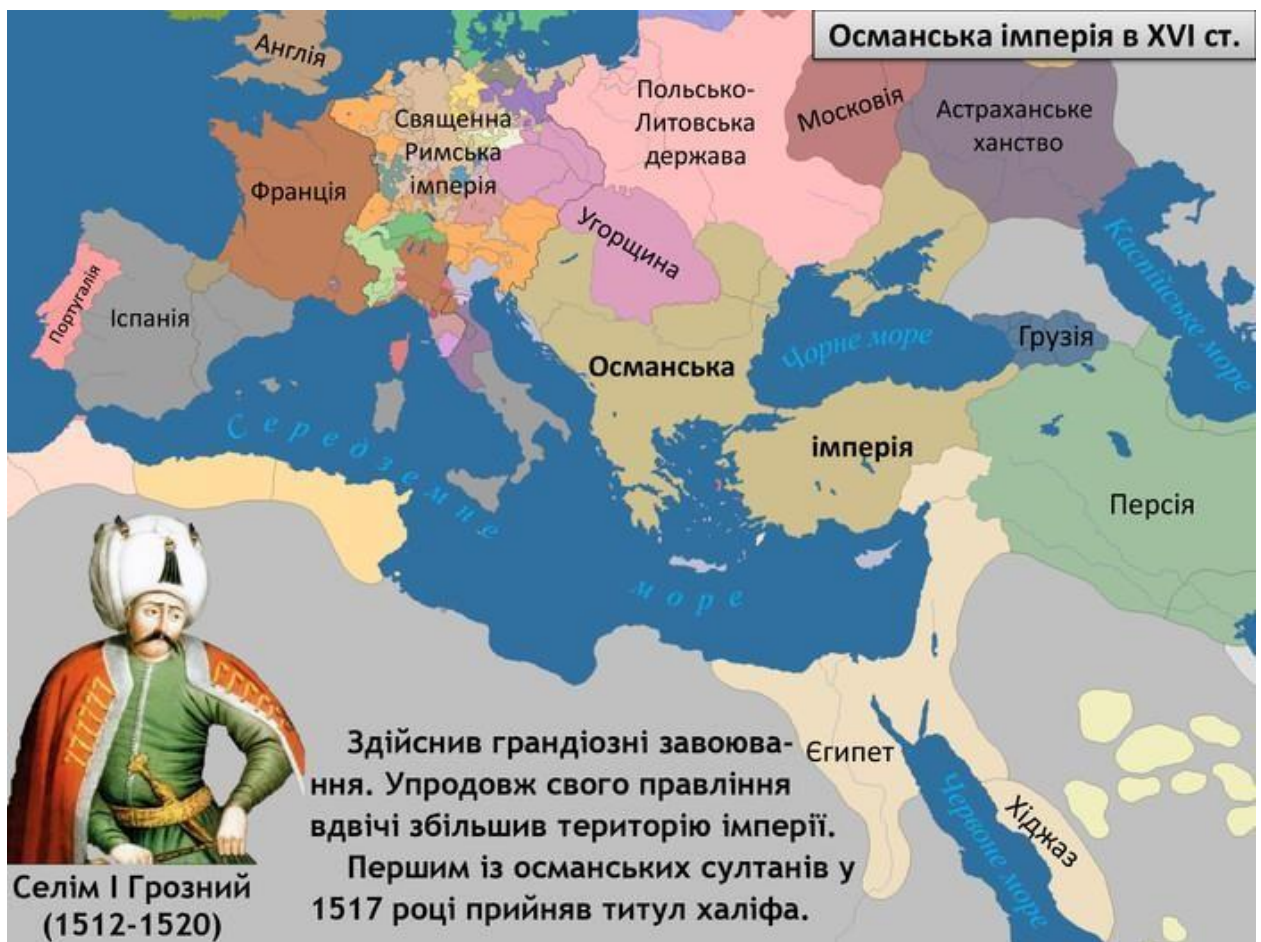 Османська імперія в XVI ст.
Англія
Священна
Римська
імперія
Польсько-
Литовська
держава
Московія
Астраханське
ханство
Франція
Угорщина
Португалія
Іспанія
Каспійське море
Чорне море
Грузія
Османська
імперія
Середземне
море
Персія
Здійснив грандіозні завоюва-
ння. Упродовж свого правління
вдвічі збільшив територію імперії.
Першим із османських султанів у
1517 році прийняв титул халіфа.
Єгипет
Червоне море
Хіджаз
Селім I Грозний
(1512-1520)